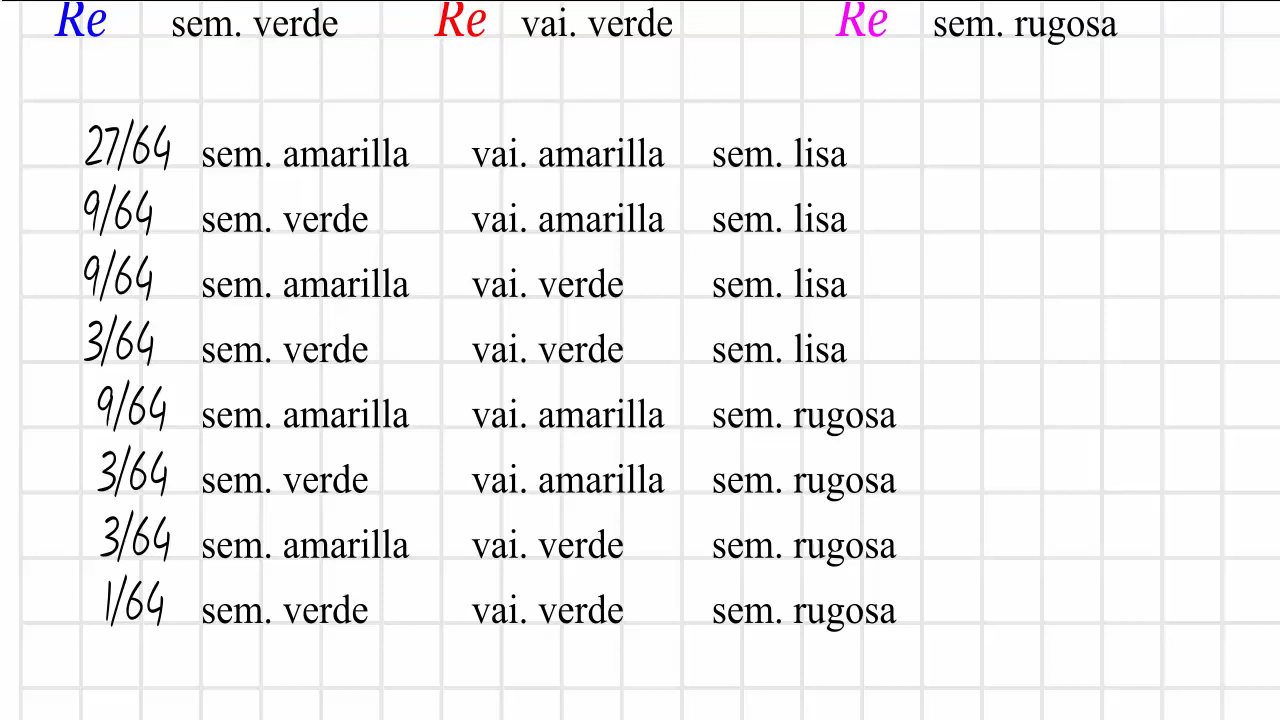 Re sem. verde Re vai. verde Re sem. rugosa
27/64 sem. amarilla vai. amarilla sem. lisa
9/64 sem. verde vai. amarilla sem. lisa
9/64 sem. amarilla vai. verde sem. lisa
3/64 sem. verde vai. verde sem. lisa
9/64 sem. amarilla vai. amarilla sem. rugosa
3/64 sem. verde vai. amarilla sem. rugosa
3/64 sem. amarilla vai. verde sem. rugosa
1/64 sem. verde vai. verde sem. rugosa